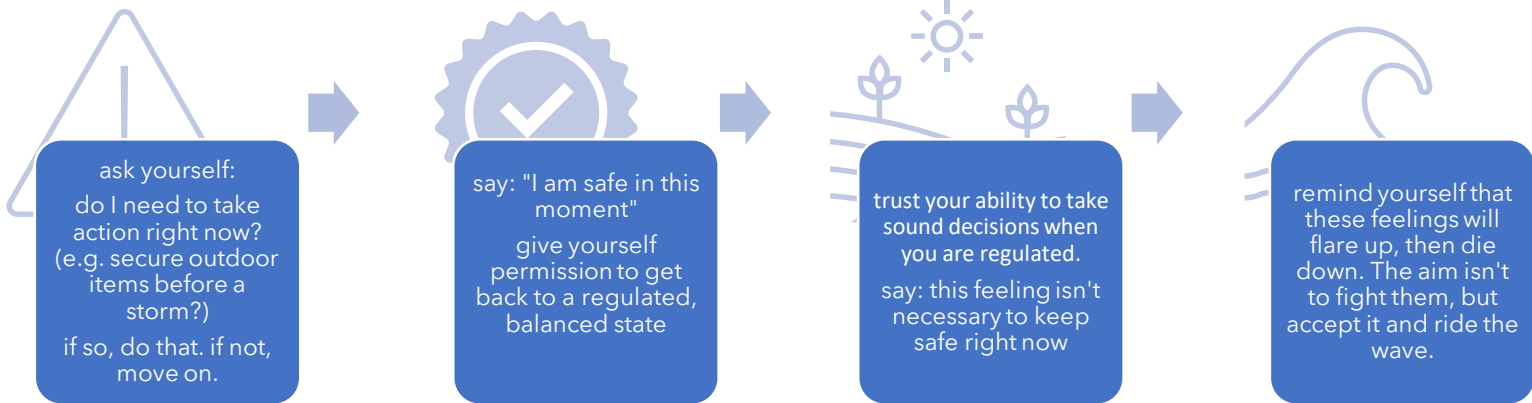 ask yourself:
do I need to take
action right now?
(e.g. secure outdoor
items before a
storm?)
if so, do that. if not,
move on.
say: "I am safe in this
moment"
give yourself
permission to get
back to a regulated,
balanced state
trust your ability to take
sound decisions when
you are regulated.
say: this feeling isn't
necessary to keep
safe right now
remind yourself that
these feelings will
flare up, then die
down. The aim isn't
to fight them, but
accept it and ride the
wave.